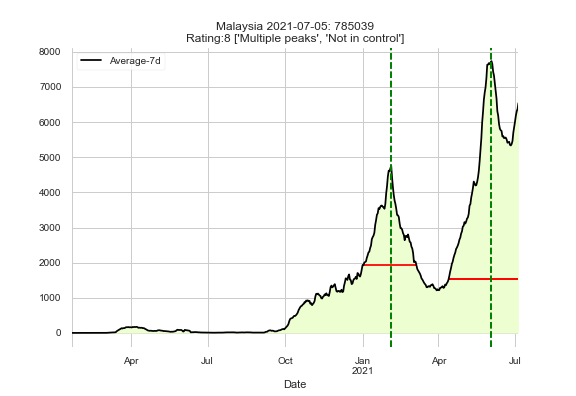 Malaysia 2021-07-05: 785039
Rating:8 ['Multiple peaks', 'Not in control']
Average-7d
8000
7000
6000
5000
4000
3000
2000
1000
0
Apr Jul Oct Jan Apr Jul
2021
Date